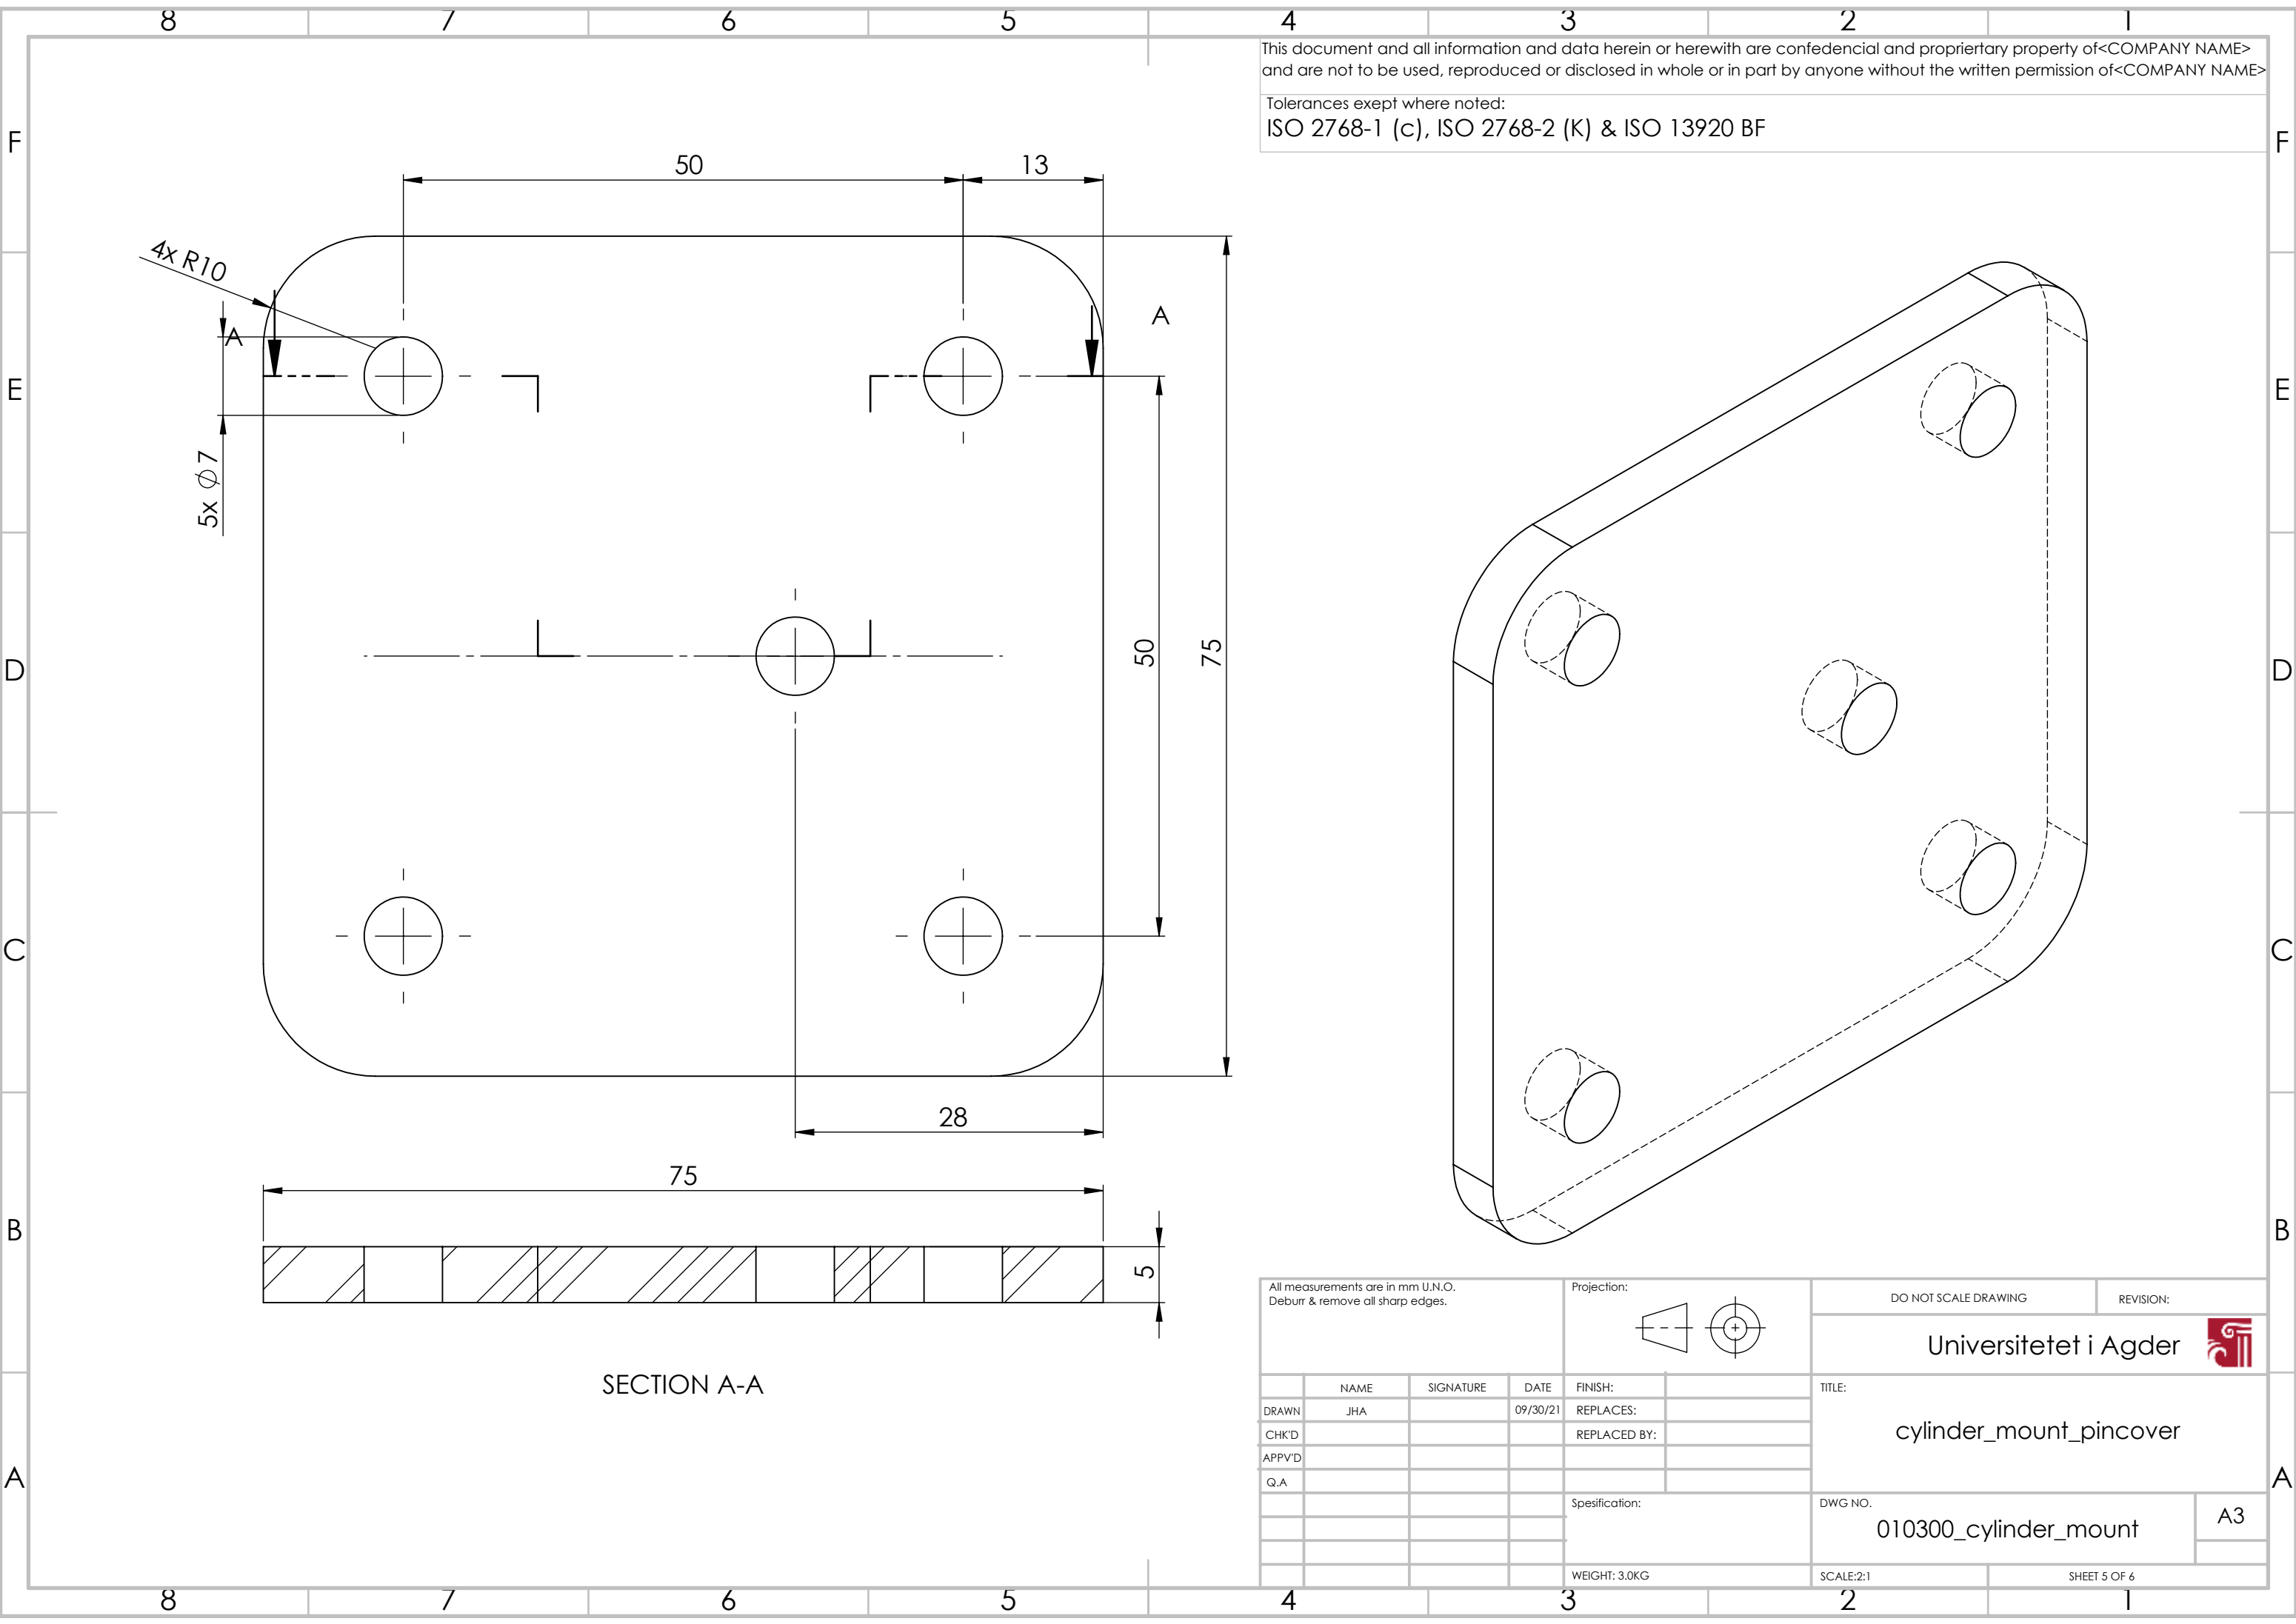 8 7 6 5 4 3 2 1
This document and all information and data herein or herewith are confedencial and propriertary property of<COMPANY NAME>
and are not to be used, reproduced or disclosed in whole or in part by anyone without the written permission of<COMPANY NAME>
Tolerances exept where noted:
ISO 2768-1 (c), ISO 2768-2 (K) & ISO 13920 BF
F F
50 13
4x R10
A A
E E
5x ⌀7
50 75
D D
C C
28
75
B B
5
SECTION A-A
All measurements are in mm U.N.O.
Deburr & remove all sharp edges.
Projection:
DO NOT SCALE DRAWING REVISION:
Universitetet i Agder
NAME SIGNATURE DATE FINISH:
DRAWN JHA 09/30/21 REPLACES:
CHK'D REPLACED BY:
APPV'D
Q.A
TITLE:
cylinder_mount_pincover
A A
Spesification:
DWG NO.
010300_cylinder_mount
A3
WEIGHT: 3.0KG
SCALE:2:1 SHEET 5 OF 6
8 7 6 5 4 3 2 1